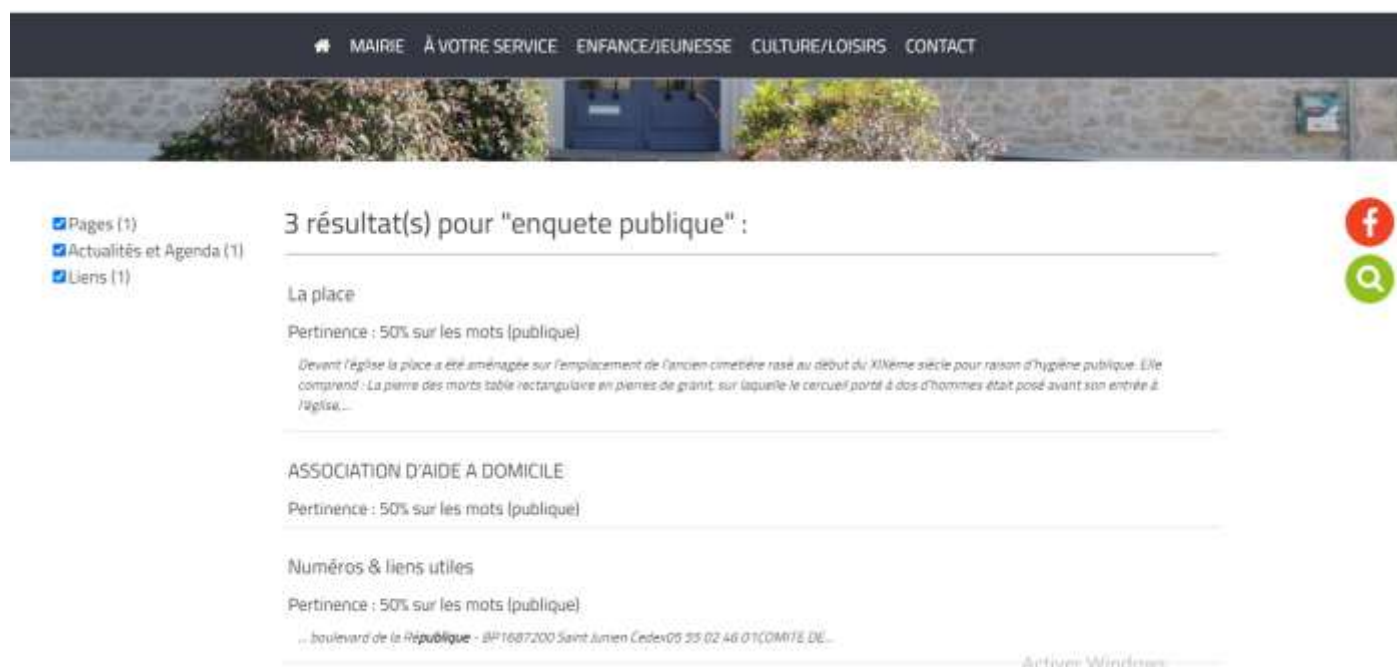 MAIRIE À VOTRE SERVICE ENFANCE/JEUNESSE CULTURE/LOISIRS CONTACT
Pages (1)
Actualités et Agenda (1)
Liens (1)
3 résultat(s) pour "enquete publique" :
La place
Pertinence : 50% sur les mots (publique)
Devant l'église la place a été aménagée sur l'emplacement de l'ancien cimetière rasé au début du XIXème siècle pour raison d'hygiène publique. Elle
comprend : La pierre des morts table rectangulaire en pierres de granit, sur laquelle le cercueil porté à dos d'hommes était posé avant son entrée à
l'église,...
ASSOCIATION D'AIDE A DOMICILE
Pertinence : 50% sur les mots (publique)
Numéros & liens utiles
Pertinence : 50% sur les mots (publique)
... boulevard de la République - BP1687200 Saint Junien Cedex05 55 02 46 01COMITE DE...
Activer Windows